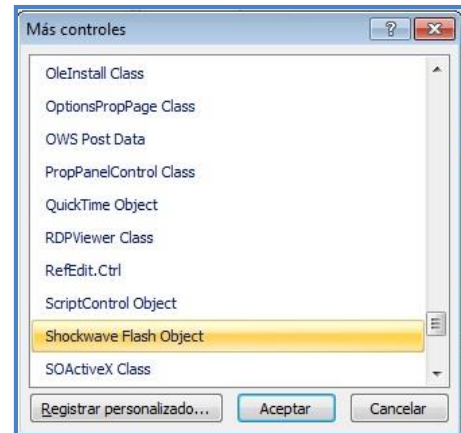 Más controles
OleInstall Class
OptionsPropPage Class
OWS Post Data
PropPanelControl Class
QuickTime Object
RDPViewer Class
RefEdit.Ctrl
ScriptControl Object
Shockwave Flash Object
SOActiveX Class
Registrar personalizado... Aceptar Cancelar